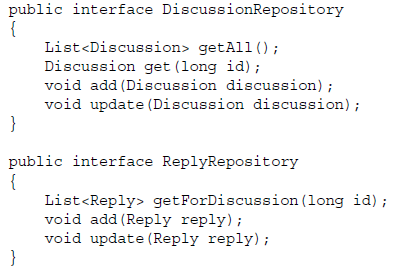 public interface DiscussionRepository
{
    List<Discussion> getAll();
    Discussion get(long id);
    void add(Discussion discussion);
    void update(Discussion discussion);
}

public interface ReplyRepository
{
    List<Reply> getForDiscussion(long id);
    void add(Reply reply);
    void update(Reply reply);
}